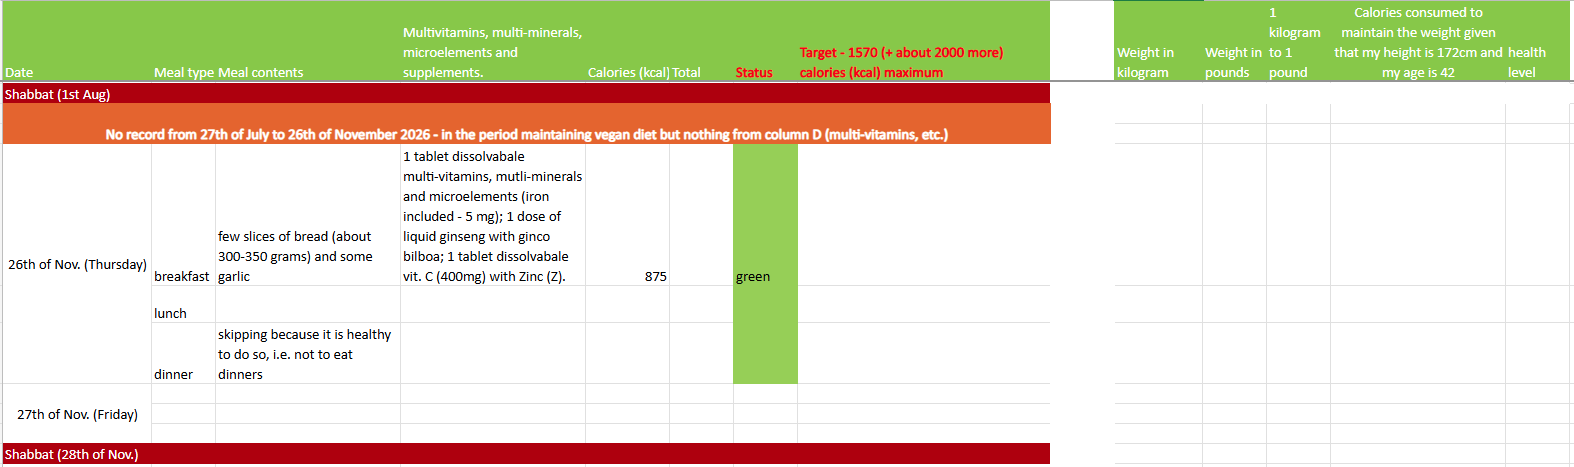 Date
Meal type
Meal contents
Multivitamins, multi-minerals,
microelements and
supplements.
Calories (kcal)
Total
Status
Target - 1570 (+ about 2000 more)
calories (kcal) maximum
Weight in
kilogram
Weight in
pounds
1
kilogram
to 1
pound
Calories consumed to
maintain the weight given
that my height is 172cm and
my age is 42
health
level
Shabbat (1st Aug)
No record from 27th of July to 26th of November 2026 - in the period maintaining vegan diet but nothing from column D (multi-vitamins, etc.)
26th of Nov. (Thursday)
breakfast
few slices of bread (about
300-350 grams) and some
garlic
1 tablet dissolvabale
multi-vitamins, mutli-minerals
and microelements (iron
included - 5 mg); 1 dose of
liquid ginseng with ginco
bilboa; 1 tablet dissolvabale
vit. C (400mg) with Zinc (Z).
875
green
lunch
dinner
skipping because it is healthy
to do so, i.e. not to eat
dinners
27th of Nov. (Friday)
Shabbat (28th of Nov.)